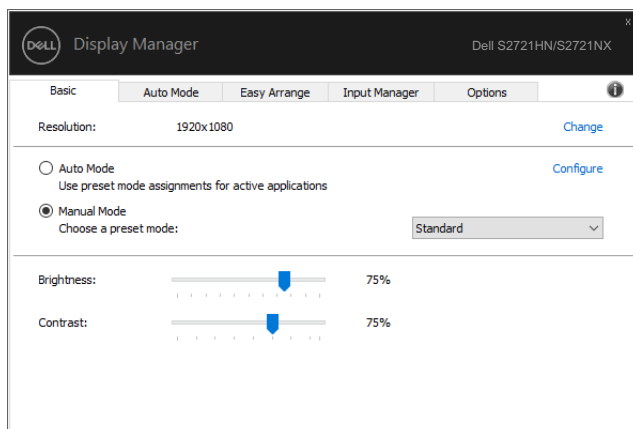 DELL Display Manager Dell S2721HN/S2721NX
Basic Auto Mode Easy Arrange Input Manager Options
Resolution: 1920x1080 Change
Auto Mode Configure
Use preset mode assignments for active applications
Manual Mode
Choose a preset mode: Standard
Brightness: 75%
Contrast: 75%